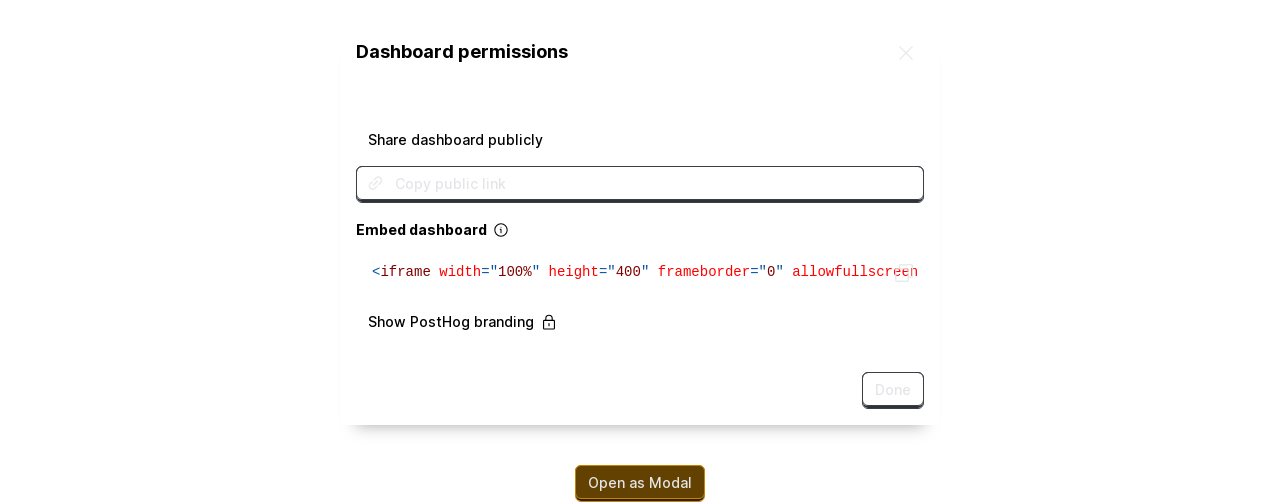 Dashboard permissions
Share dashboard publicly
Copy public link
Embed dashboard
<iframe width="100%" height="400" frameborder="0" allowfullscreen
Show PostHog branding
Done
Open as Modal